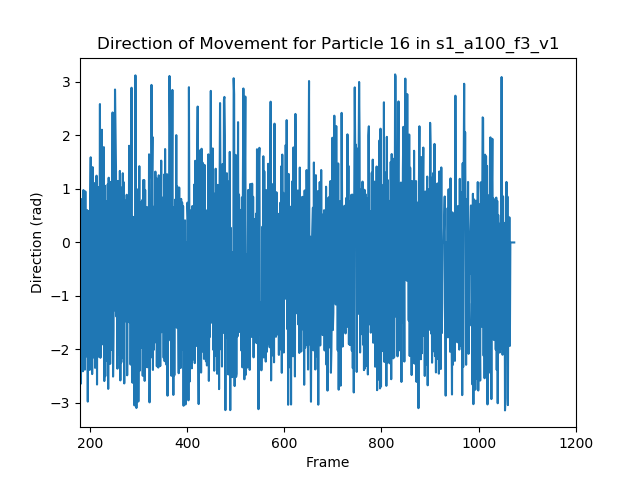 Direction of Movement for Particle 16 in s1_a100_f3_v1
3
2
1
0
−1
−2
−3
Direction (rad)
200 400 600 800 1000 1200
Frame